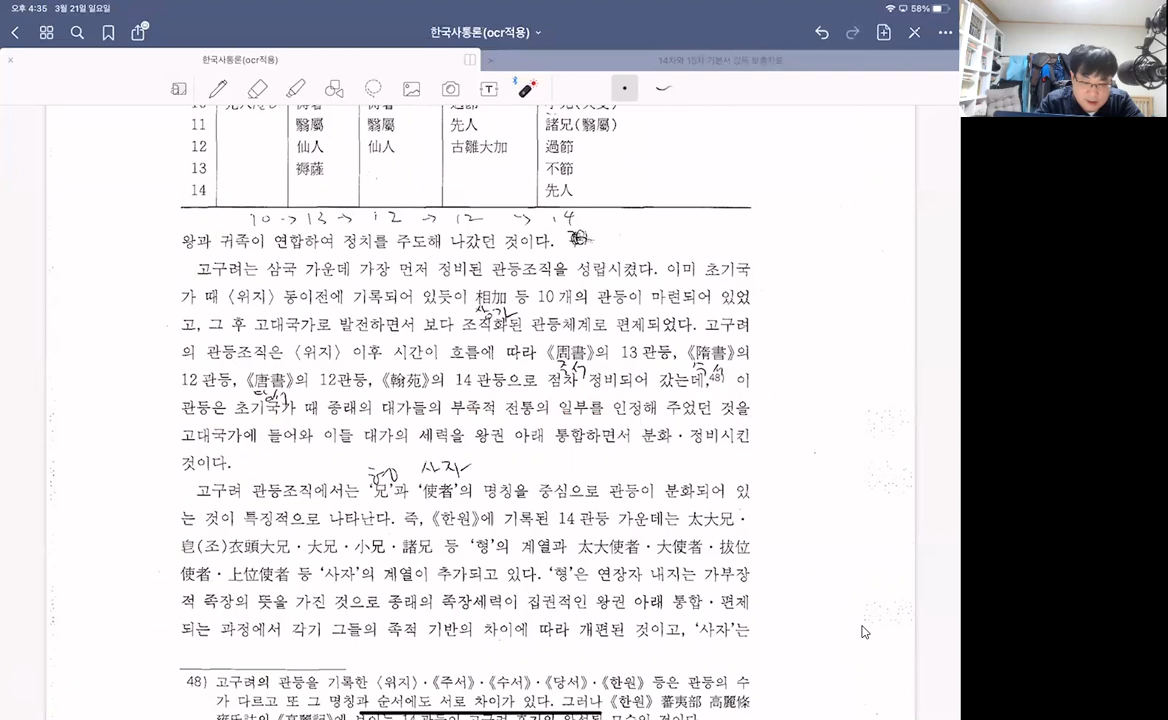 오후 4:35 3월 21일 일요일
58%
한국사통론(ocr적용)
한국사통론(ocr적용)
14차와 15차 기본서 강독 보충자료
11 翳屬 翳屬 先人 諸兄(翳屬)
12 仙人 仙人 古雛大加 過節
13 褥薩 不節
14 先人
10 → 13 → 12 → 12 → 14
왕과 귀족이 연합하여 정치를 주도해 나갔던 것이다.
고구려는 삼국 가운데 가장 먼저 정비된 관등조직을 성립시켰다. 이미 초기국
가 때 〈위지〉 동이전에 기록되어 있듯이 相加 등 10개의 관등이 마련되어 있었
상가
고, 그 후 고대국가로 발전하면서 보다 조직화된 관등체계로 편제되었다. 고구려
의 관등조직은 〈위지〉 이후 시간이 흐름에 따라 《周書》의 13관등, 《隋書》의
주서 수서
12관등, 《唐書》의 12관등, 《翰苑》의 14관등으로 점차 정비되어 갔는데,48) 이
당서
관등은 초기국가 때 종래의 대가들의 부족적 전통의 일부를 인정해 주었던 것을
고대국가에 들어와 이들 대가의 세력을 왕권 아래 통합하면서 분화·정비시킨
것이다.
형 사자
고구려 관등조직에서는 ‘兄’과 ‘使者’의 명칭을 중심으로 관등이 분화되어 있
는 것이 특징적으로 나타난다. 즉, 《한원》에 기록된 14관등 가운데는 太大兄·
皂(조)衣頭大兄·大兄·小兄·諸兄 등 ‘형’의 계열과 太大使者·大使者·拔位
使者·上位使者 등 ‘사자’의 계열이 추가되고 있다. ‘형’은 연장자 내지는 가부장
적 족장의 뜻을 가진 것으로 종래의 족장세력이 집권적인 왕권 아래 통합·편제
되는 과정에서 각기 그들의 족적 기반의 차이에 따라 개편된 것이고, ‘사자’는
48) 고구려의 관등을 기록한 〈위지〉·《주서》·《수서》·《당서》·《한원》 등은 관등의 수
가 다르고 또 그 명칭과 순서에도 서로 차이가 있다. 그러나 《한원》 蕃夷部 高麗條